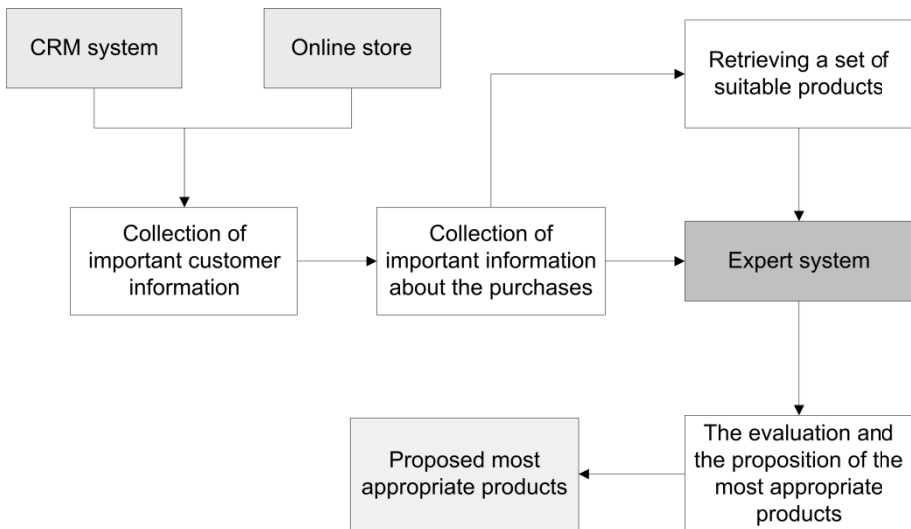 CRM system
Online store
Retrieving a set of
suitable products
Collection of
important customer
information
Collection of
important information
about the purchases
Expert system
Proposed most
appropriate products
The evaluation and
the proposition of the
most appropriate
products